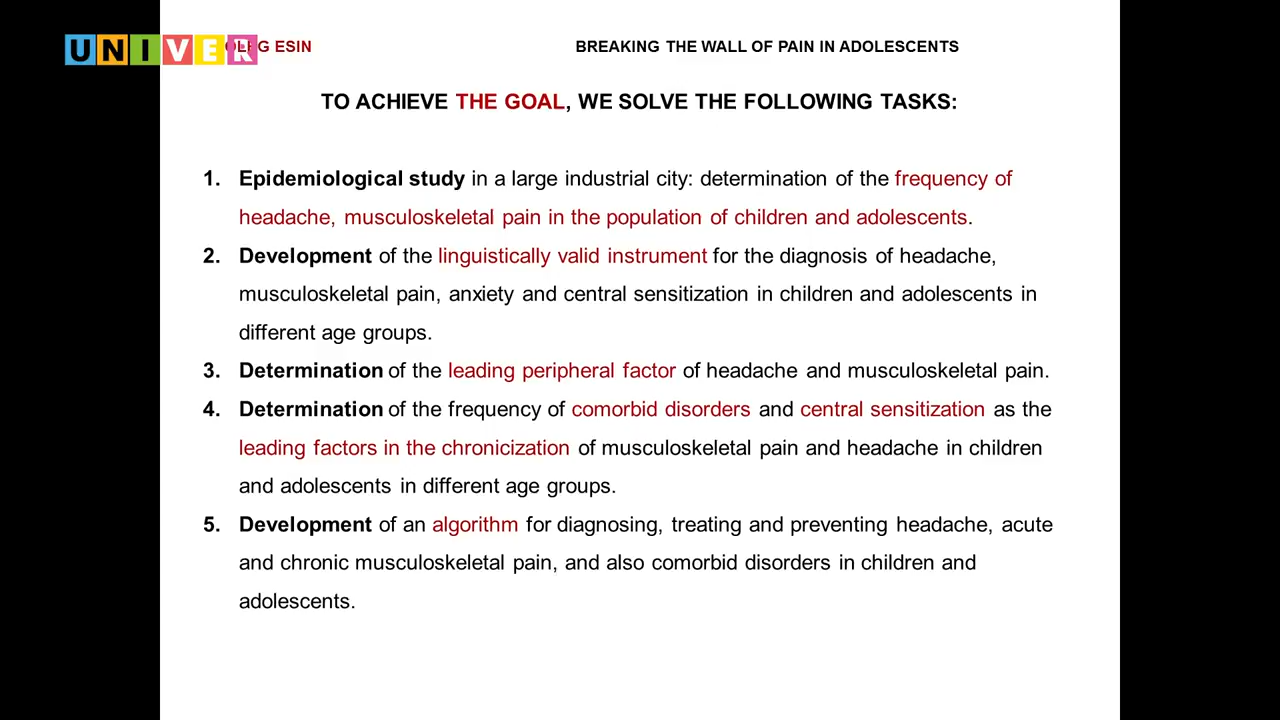 UNIVER
OLEG ESIN
BREAKING THE WALL OF PAIN IN ADOLESCENTS
TO ACHIEVE THE GOAL, WE SOLVE THE FOLLOWING TASKS:
1. Epidemiological study in a large industrial city: determination of the frequency of
headache, musculoskeletal pain in the population of children and adolescents.
2. Development of the linguistically valid instrument for the diagnosis of headache,
musculoskeletal pain, anxiety and central sensitization in children and adolescents in
different age groups.
3. Determination of the leading peripheral factor of headache and musculoskeletal pain.
4. Determination of the frequency of comorbid disorders and central sensitization as the
leading factors in the chronicization of musculoskeletal pain and headache in children
and adolescents in different age groups.
5. Development of an algorithm for diagnosing, treating and preventing headache, acute
and chronic musculoskeletal pain, and also comorbid disorders in children and
adolescents.